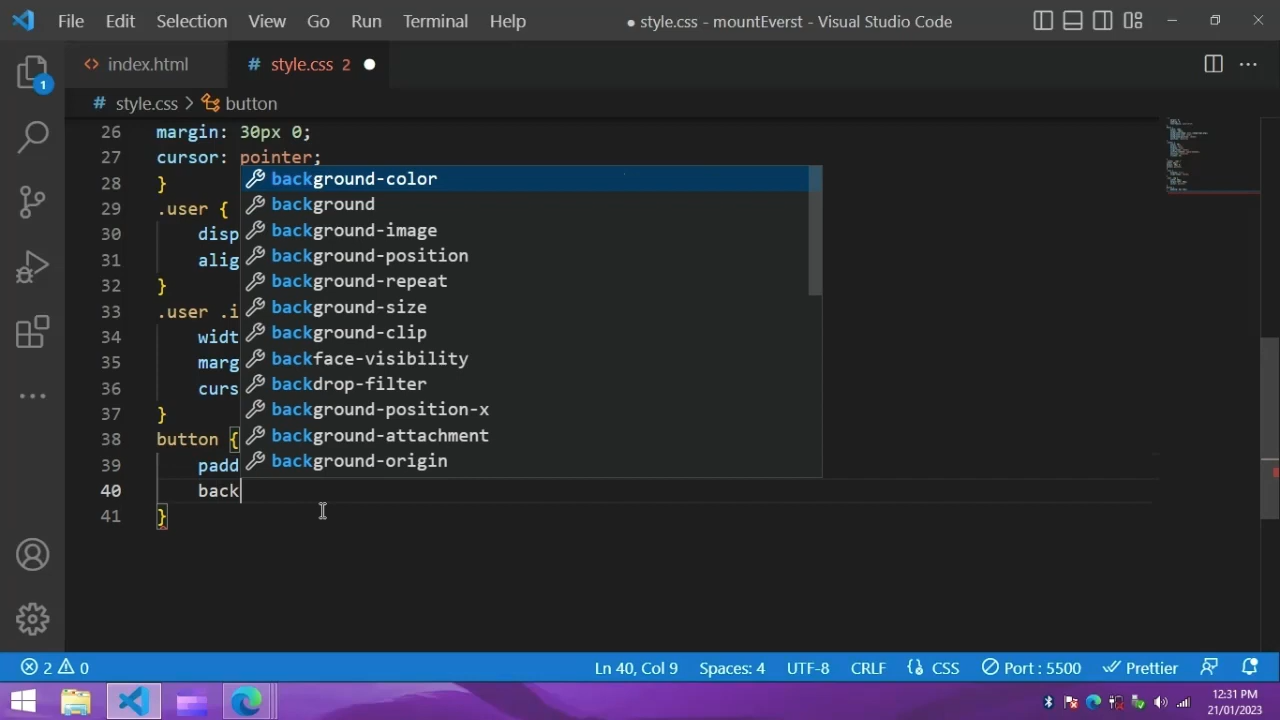 File Edit Selection View Go Run Terminal Help
● style.css - mountEverst - Visual Studio Code
<> index.html
# style.css 2 ●
# style.css > button
1
26 margin: 30px 0;
27 cursor: pointer;
28 }
29 .user {
30 disp
31 alig
32 }
33 .user .i
34 widt
35 marg
36 curs
37 }
38 button {
39 padd
40 back
41 }
background-color
background
background-image
background-position
background-repeat
background-size
background-clip
backface-visibility
backdrop-filter
background-position-x
background-attachment
background-origin
2 0
Ln 40, Col 9 Spaces: 4 UTF-8 CRLF {} CSS Port : 5500 Prettier
12:31 PM
21/01/2023